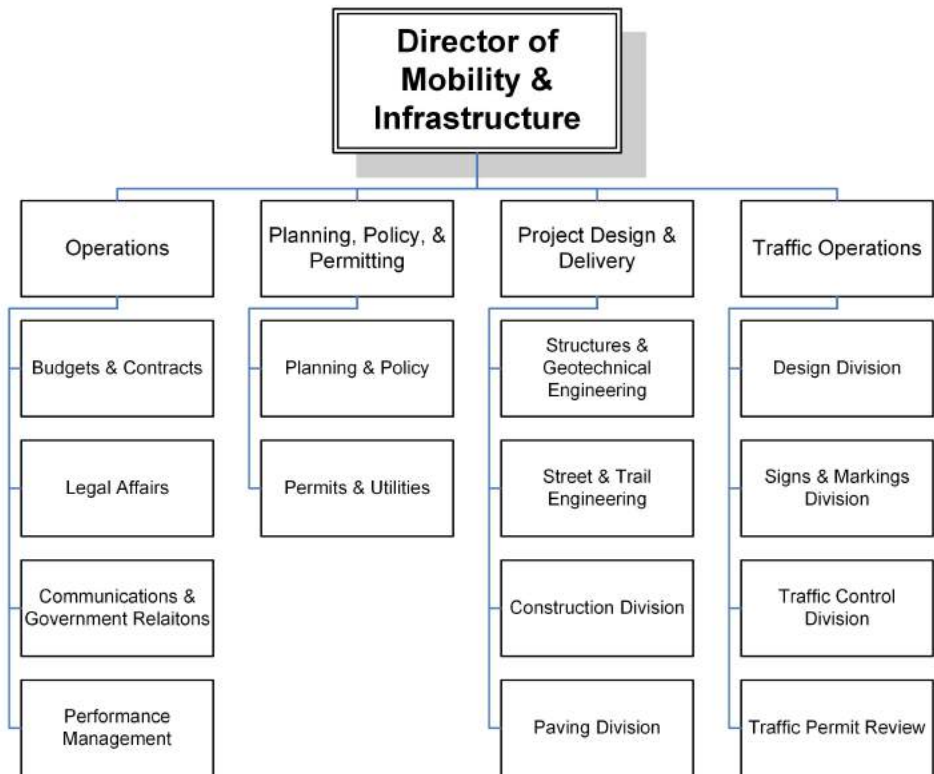 Director of
Mobility &
Infrastructure
Operations
Planning, Policy, &
Permitting
Project Design &
Delivery
Traffic Operations
Budgets & Contracts
Planning & Policy
Structures &
Geotechnical
Engineering
Design Division
Legal Affairs
Permits & Utilities
Street & Trail
Engineering
Signs & Markings
Division
Communications &
Government Relaitons
Construction Division
Traffic Control
Division
Performance
Management
Paving Division
Traffic Permit Review